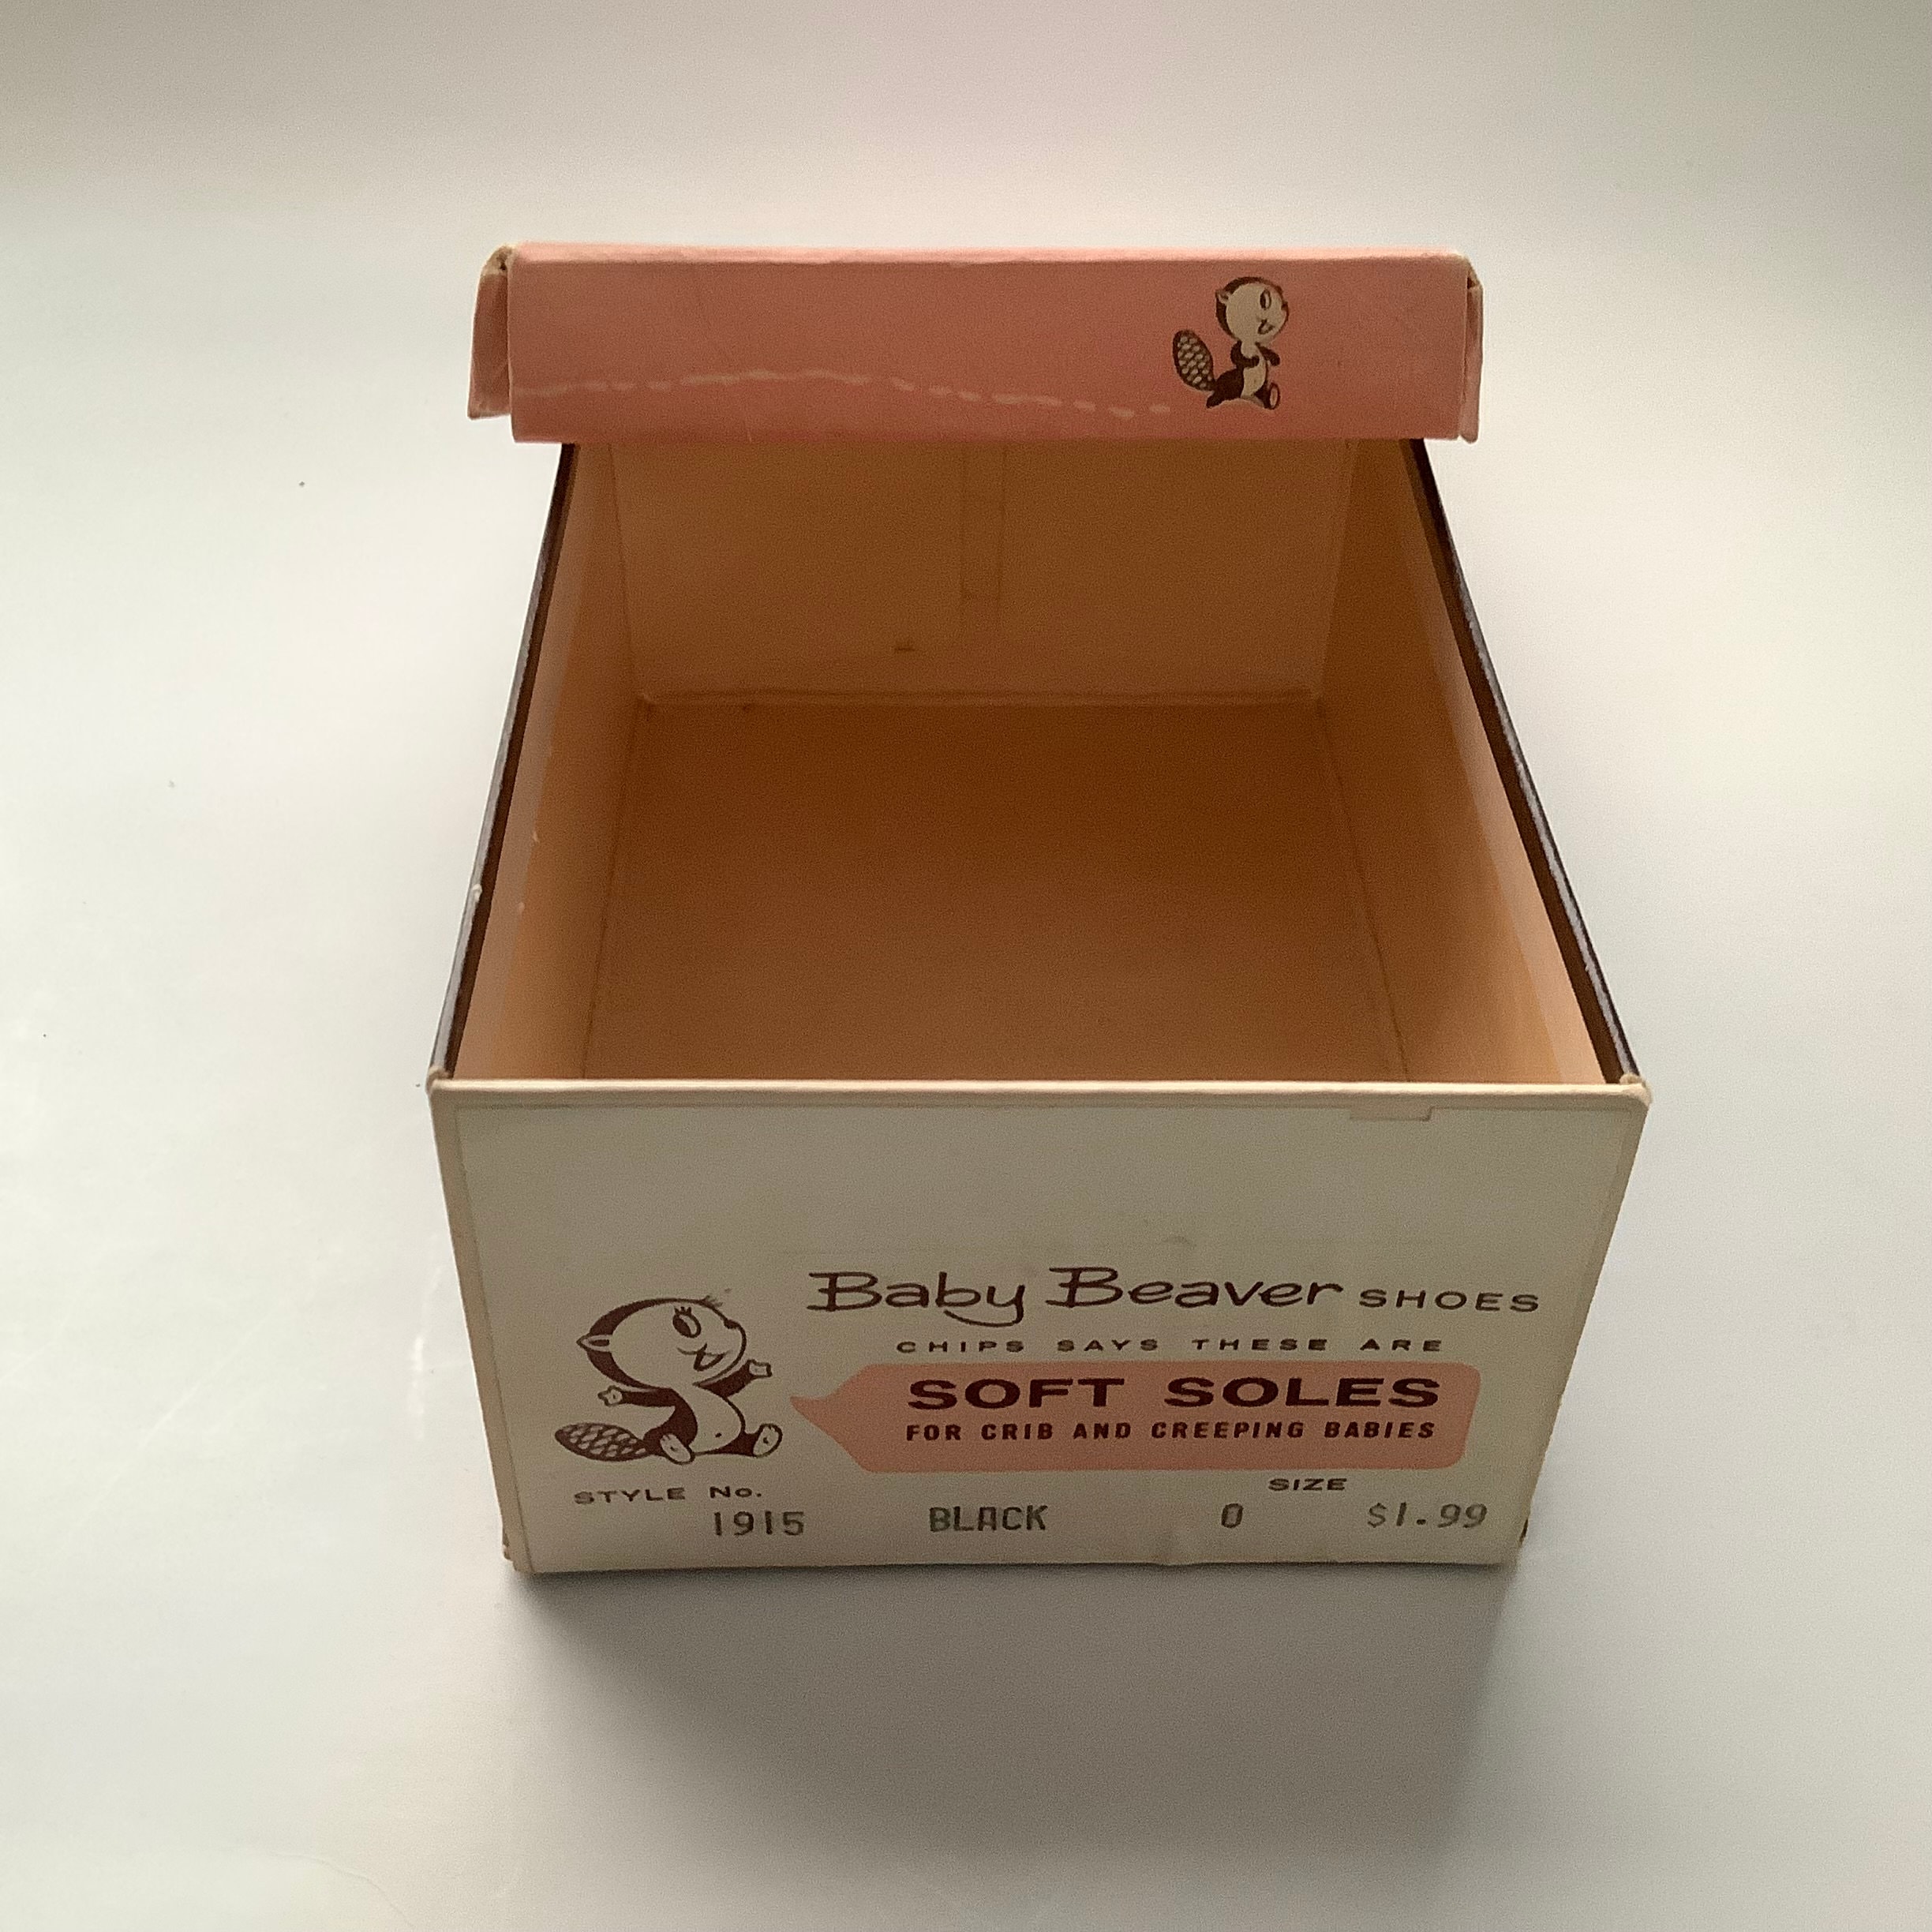 Baby Beaver SHOES
CHIPS SAYS THESE ARE
SOFT SOLES
FOR CRIB AND CREEPING BABIES
STYLE No. SIZE
1915 BLACK 0 $1.99